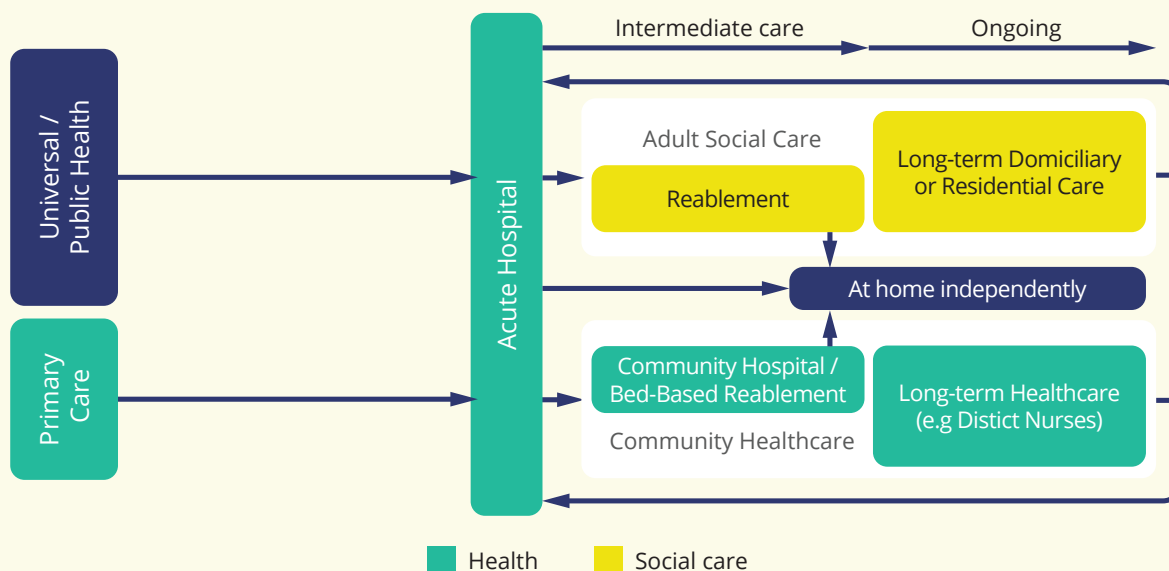 Universal /
Public Health
Primary
Care
Acute Hospital
Intermediate care
Ongoing
Adult Social Care
Reablement
Long-term Domiciliary
or Residential Care
At home independently
Community Hospital /
Bed-Based Reablement
Community Healthcare
Long-term Healthcare
(e.g Distict Nurses)
Health
Social care